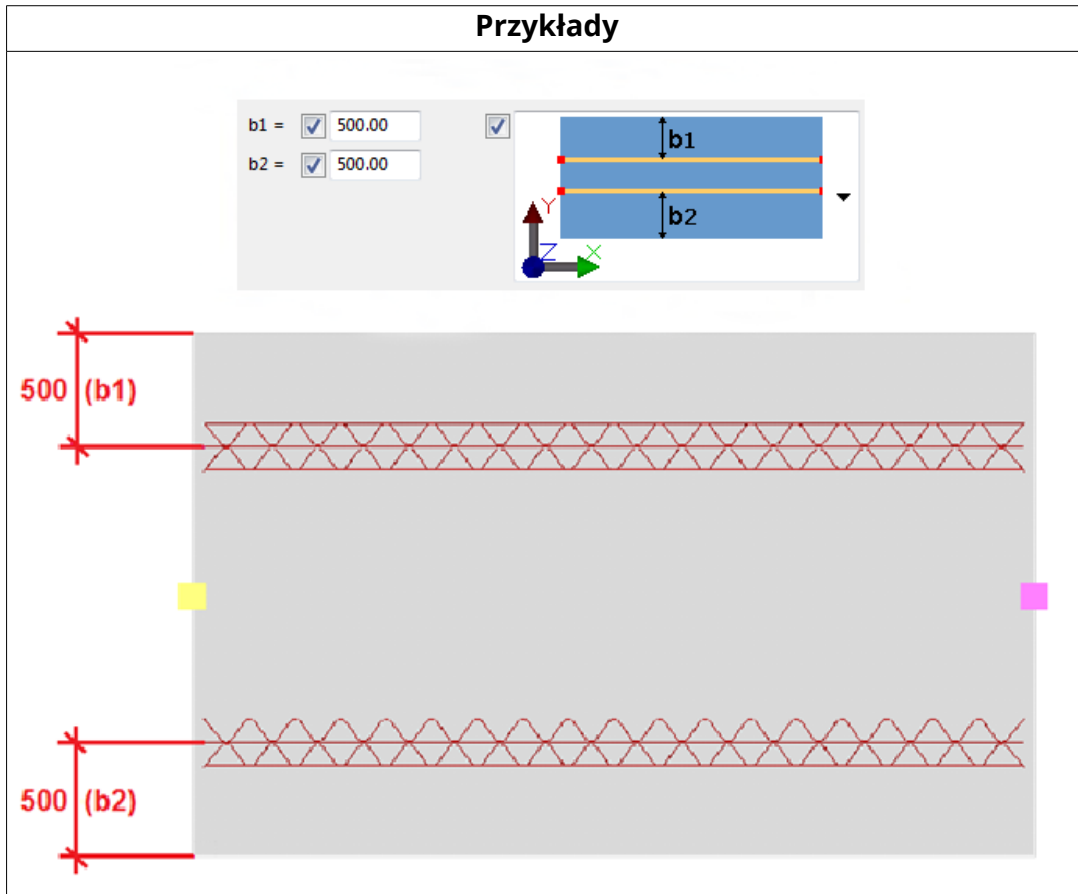 Przykłady
b1 = 500.00
b2 = 500.00
b1
b2
Y
Z X
500 (b1)
500 (b2)